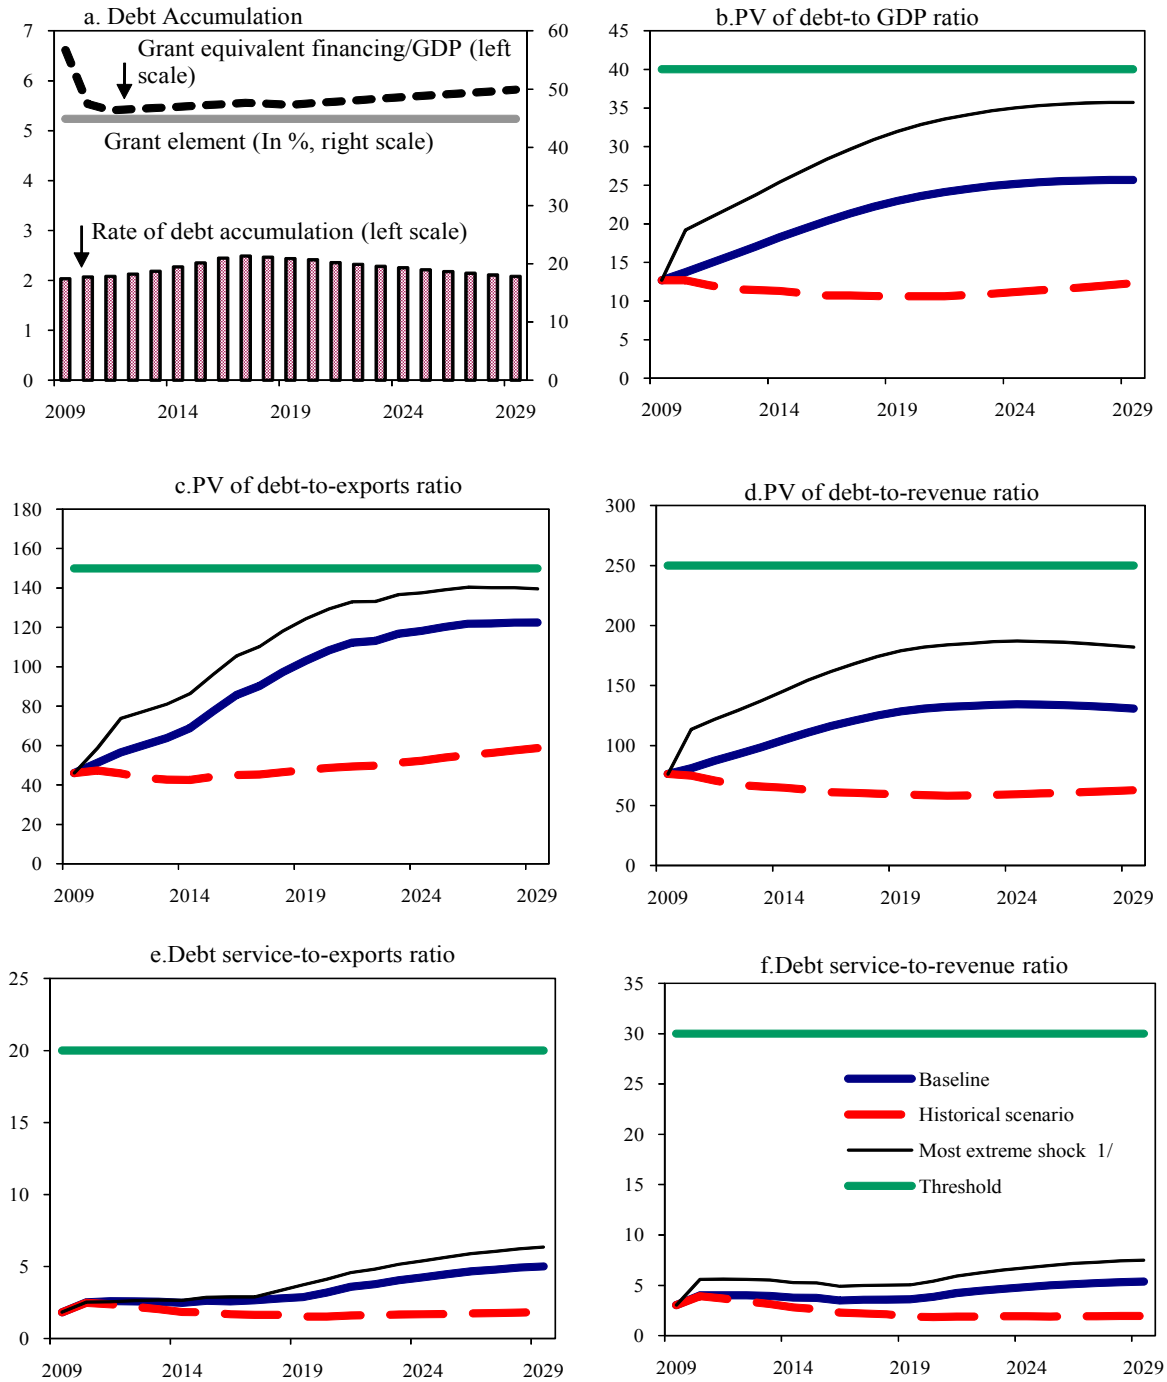 a. Debt Accumulation
7
6
5
4
3
2
1
0
60
50
40
30
20
10
0
Grant equivalent financing/GDP (left
scale)
Grant element (In %, right scale)
Rate of debt accumulation (left scale)
2009 2014 2019 2024 2029
b.PV of debt-to GDP ratio
45
40
35
30
25
20
15
10
5
0
2009 2014 2019 2024 2029
c.PV of debt-to-exports ratio
180
160
140
120
100
80
60
40
20
0
2009 2014 2019 2024 2029
d.PV of debt-to-revenue ratio
300
250
200
150
100
50
0
2009 2014 2019 2024 2029
e.Debt service-to-exports ratio
25
20
15
10
5
0
2009 2014 2019 2024 2029
f.Debt service-to-revenue ratio
35
30
25
20
15
10
5
0
Baseline
Historical scenario
Most extreme shock 1/
Threshold
2009 2014 2019 2024 2029